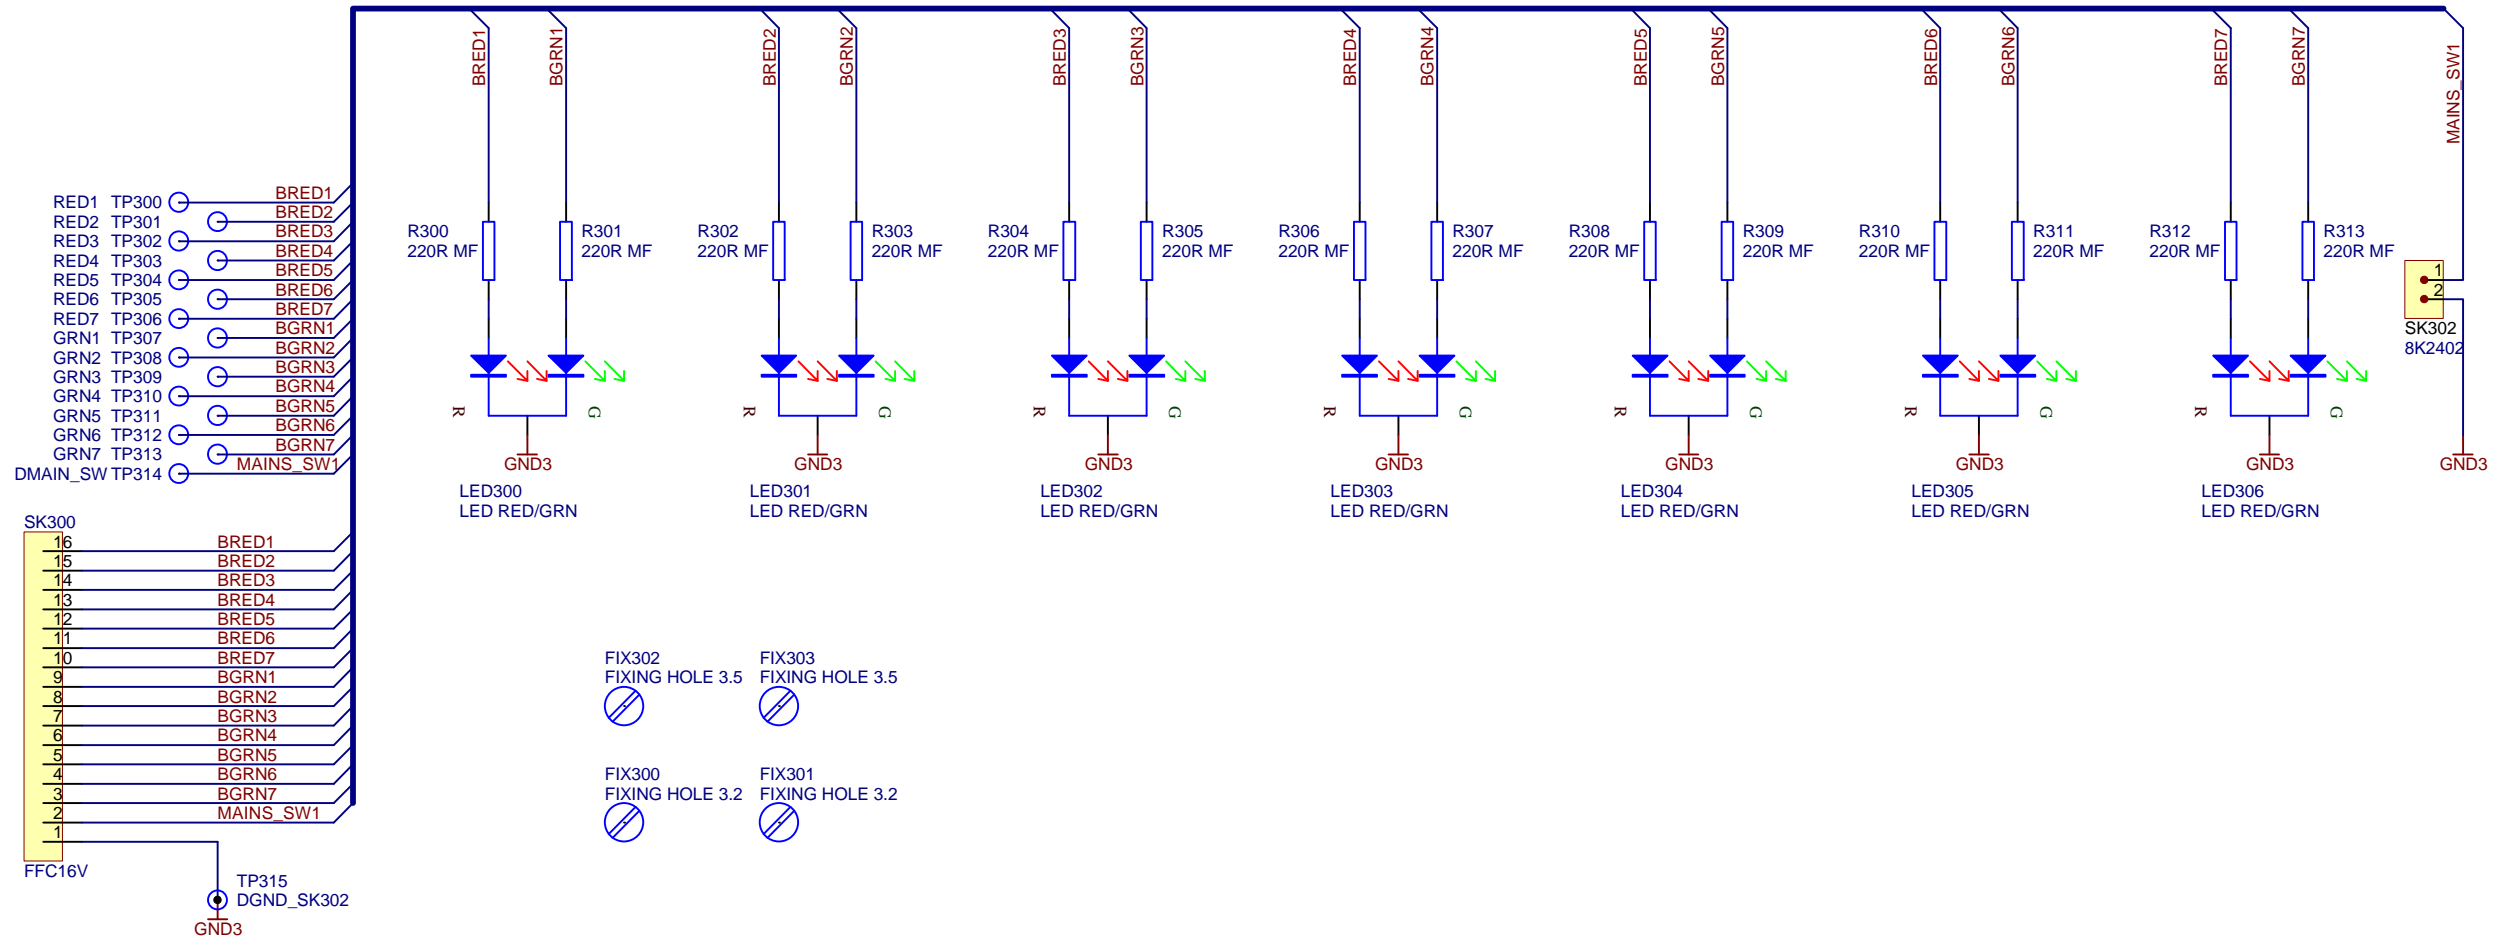 BRED1
BGRN1
BRED2
BGRN2
BRED3
BGRN3
BRED4
BGRN4
BRED5
BGRN5
BRED6
BGRN6
BRED7
BGRN7
MAINS_SW1
RED1 TP300 BRED1
RED2 TP301 BRED2
RED3 TP302 BRED3
RED4 TP303 BRED4
RED5 TP304 BRED5
RED6 TP305 BRED6
RED7 TP306 BRED7
GRN1 TP307 BGRN1
GRN2 TP308 BGRN2
GRN3 TP309 BGRN3
GRN4 TP310 BGRN4
GRN5 TP311 BGRN5
GRN6 TP312 BGRN6
GRN7 TP313 BGRN7
DMAIN_SW TP314 MAINS_SW1
R300
220R MF
R301
220R MF
R302
220R MF
R303
220R MF
R304
220R MF
R305
220R MF
R306
220R MF
R307
220R MF
R308
220R MF
R309
220R MF
R310
220R MF
R311
220R MF
R312
220R MF
R313
220R MF
1
2
SK302
8K2402
R G
R G
R G
R G
R G
R G
R G
GND3
GND3
GND3
GND3
GND3
GND3
GND3
GND3
LED300
LED RED/GRN
LED301
LED RED/GRN
LED302
LED RED/GRN
LED303
LED RED/GRN
LED304
LED RED/GRN
LED305
LED RED/GRN
LED306
LED RED/GRN
SK300
16 BRED1
15 BRED2
14 BRED3
13 BRED4
12 BRED5
11 BRED6
10 BRED7
9 BGRN1
8 BGRN2
7 BGRN3
6 BGRN4
5 BGRN5
4 BGRN6
3 BGRN7
2 MAINS_SW1
1
FFC16V
TP315
DGND_SK302
GND3
FIX302
FIXING HOLE 3.5
FIX303
FIXING HOLE 3.5
FIX300
FIXING HOLE 3.2
FIX301
FIXING HOLE 3.2